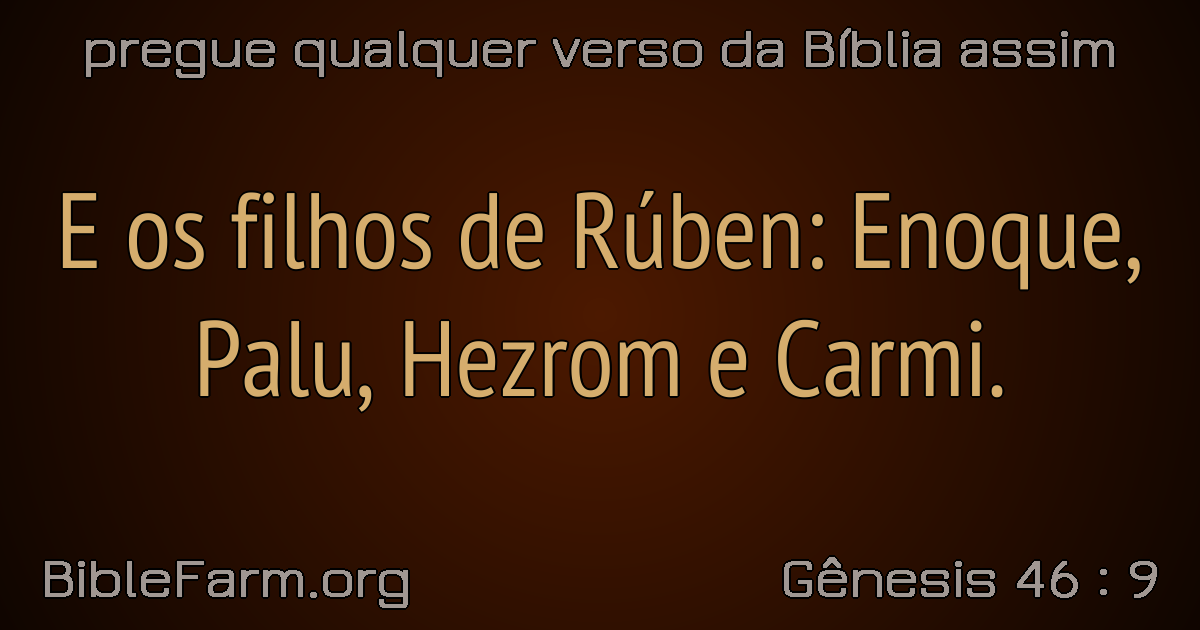 pregue qualquer verso da Bíblia assim
E os filhos de Rúben: Enoque,
Palu, Hezrom e Carmi.
BibleFarm.org
Gênesis 46 : 9